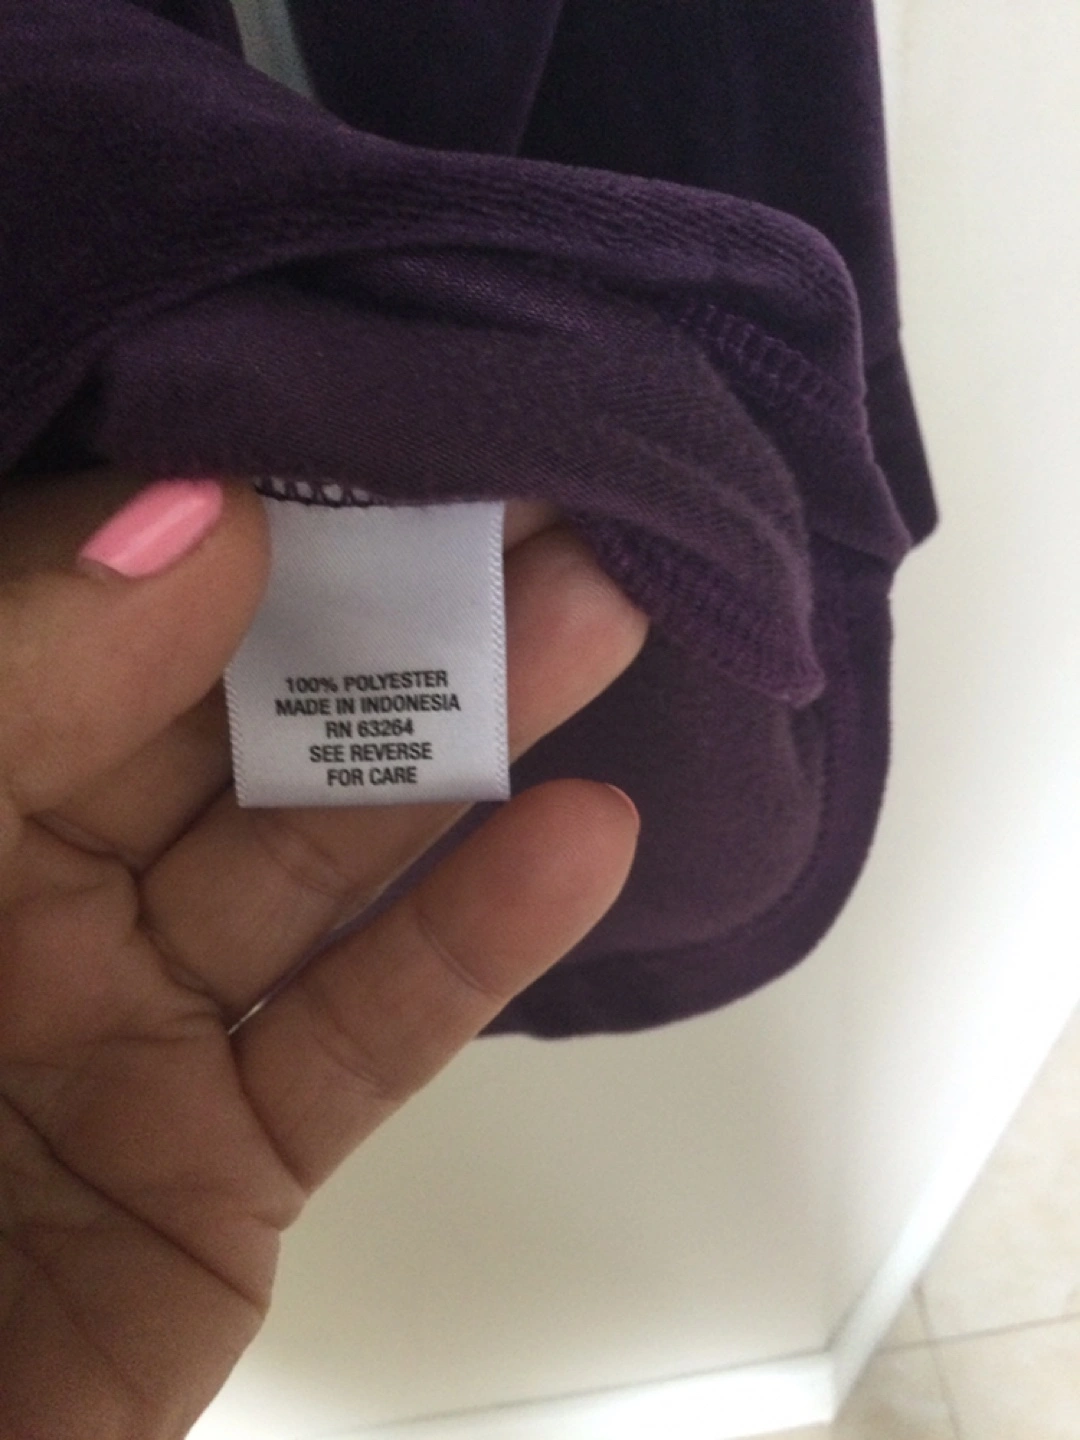 100% POLYESTER
MADE IN INDONESIA
RN 63264
SEE REVERSE
FOR CARE